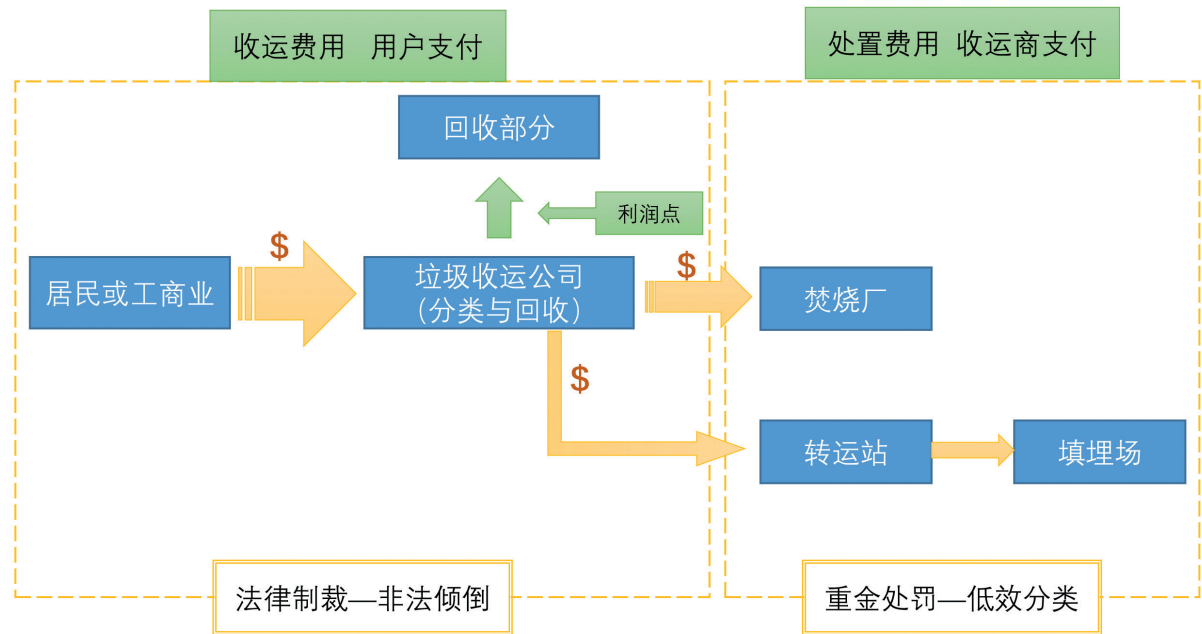 收运费用 用户支付
处置费用 收运商支付
回收部分
利润点
$
$
居民或工商业
垃圾收运公司
（分类与回收）
焚烧厂
$
转运站
填埋场
法律制裁—非法倾倒
重金处罚—低效分类